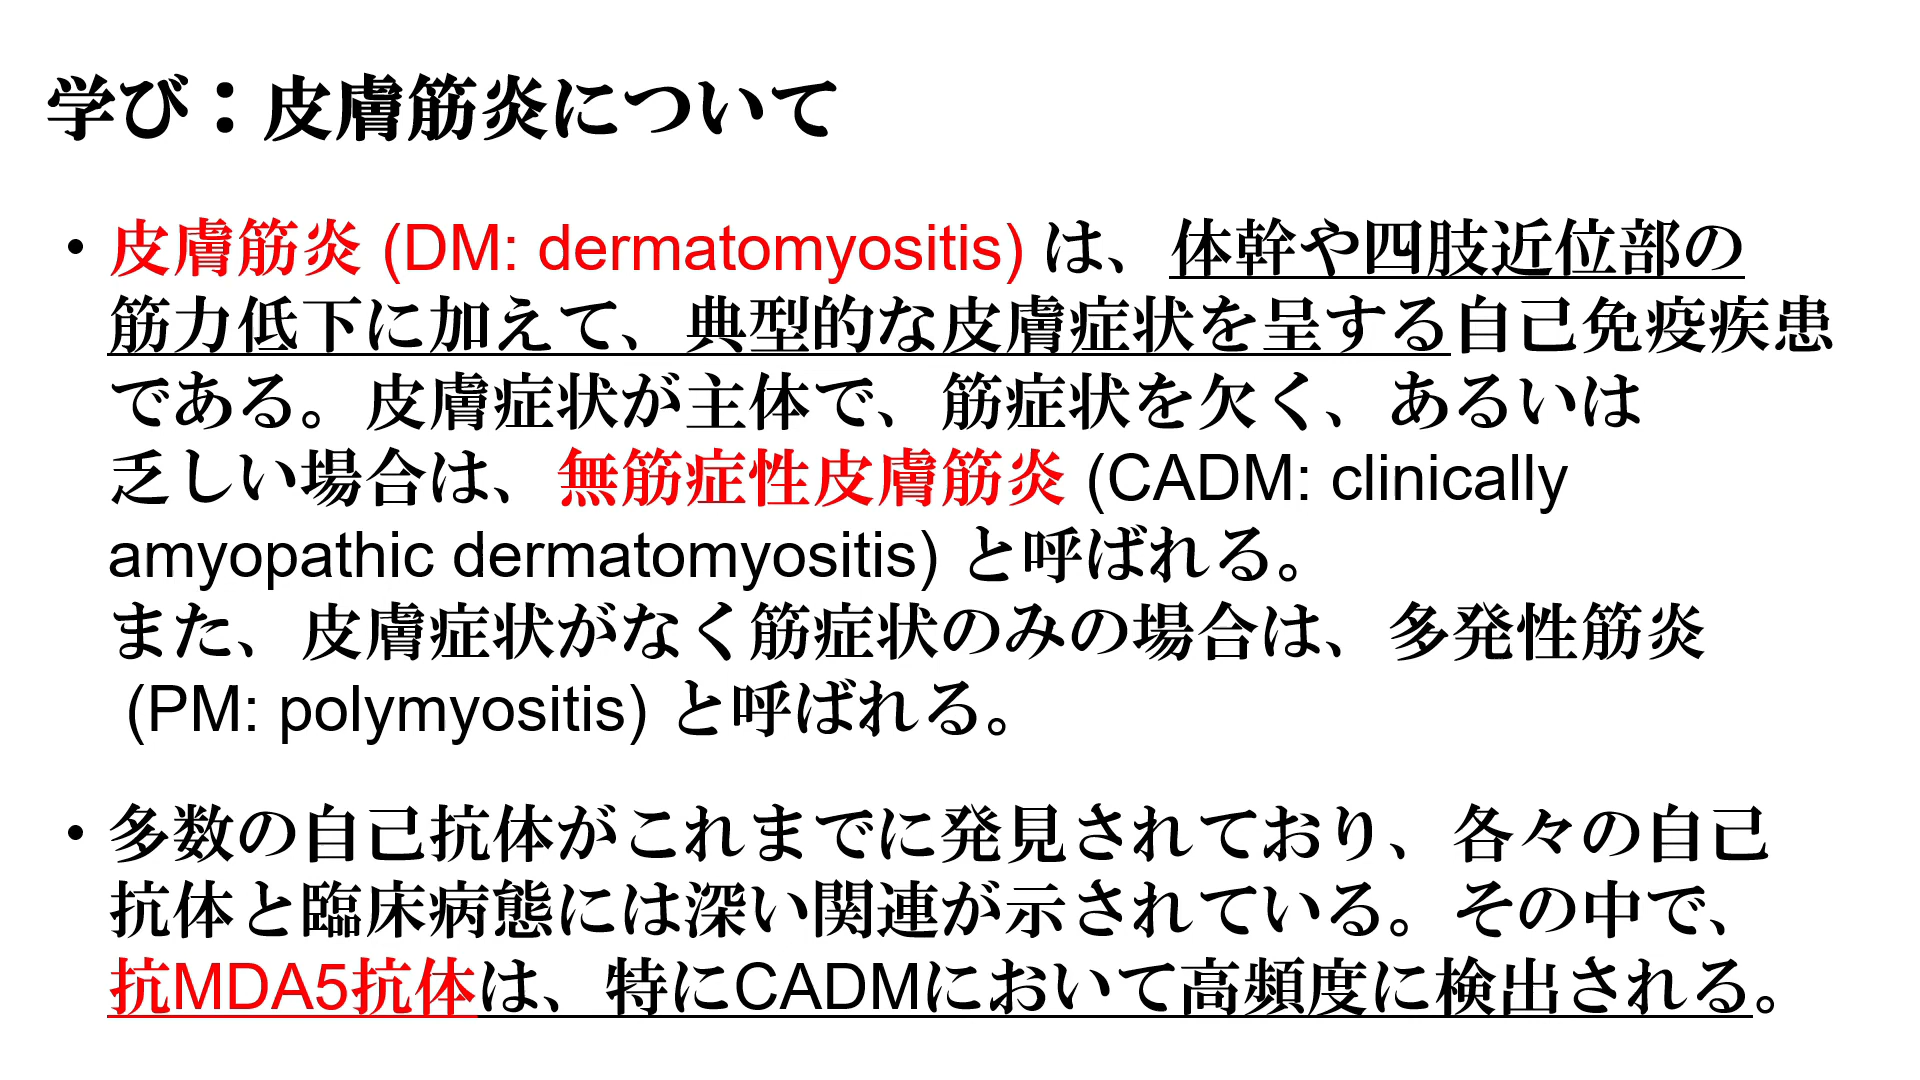 学び：皮膚筋炎について
・皮膚筋炎 (DM: dermatomyositis) は、体幹や四肢近位部の
筋力低下に加えて、典型的な皮膚症状を呈する自己免疫疾患
である。皮膚症状が主体で、筋症状を欠く、あるいは
乏しい場合は、無筋症性皮膚筋炎 (CADM: clinically
amyopathic dermatomyositis) と呼ばれる。
また、皮膚症状がなく筋症状のみの場合は、多発性筋炎
(PM: polymyositis) と呼ばれる。
・多数の自己抗体がこれまでに発見されており、各々の自己
抗体と臨床病態には深い関連が示されている。その中で、
抗MDA5抗体は、特にCADMにおいて高頻度に検出される。